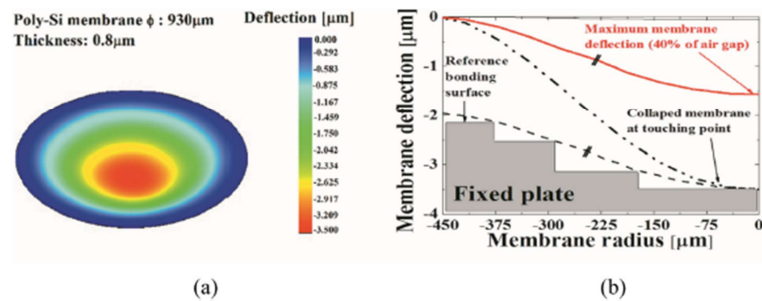 Poly-Si membrane ϕ : 930μm
Thickness: 0.8μm
Deflection [μm]
0.000
-0.292
-0.583
-0.875
-1.157
-1.459
-1.750
-2.042
-2.334
-2.625
-2.917
-3.209
-3.500
(a)
Membrane deflection [μm]
0
-1
-2
-3
-4
Maximum membrane
deflection (40% of air gap)
Reference
bonding
surface
Collaped membrane
at touching point
Fixed plate
-450
-375
-300
-225
-150
-75
0
Membrane radius [μm]
(b)